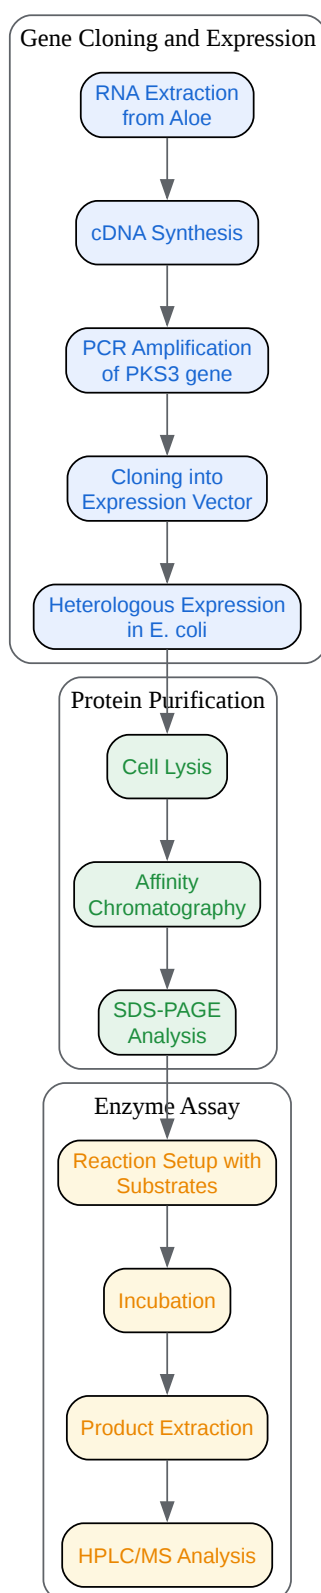 Gene Cloning and Expression
RNA Extraction
from Aloe
cDNA Synthesis
PCR Amplification
of PKS3 gene
Cloning into
Expression Vector
Heterologous Expression
in E. coli
Protein Purification
Cell Lysis
Affinity
Chromatography
SDS-PAGE
Analysis
Enzyme Assay
Reaction Setup with
Substrates
Incubation
Product Extraction
HPLC/MS Analysis